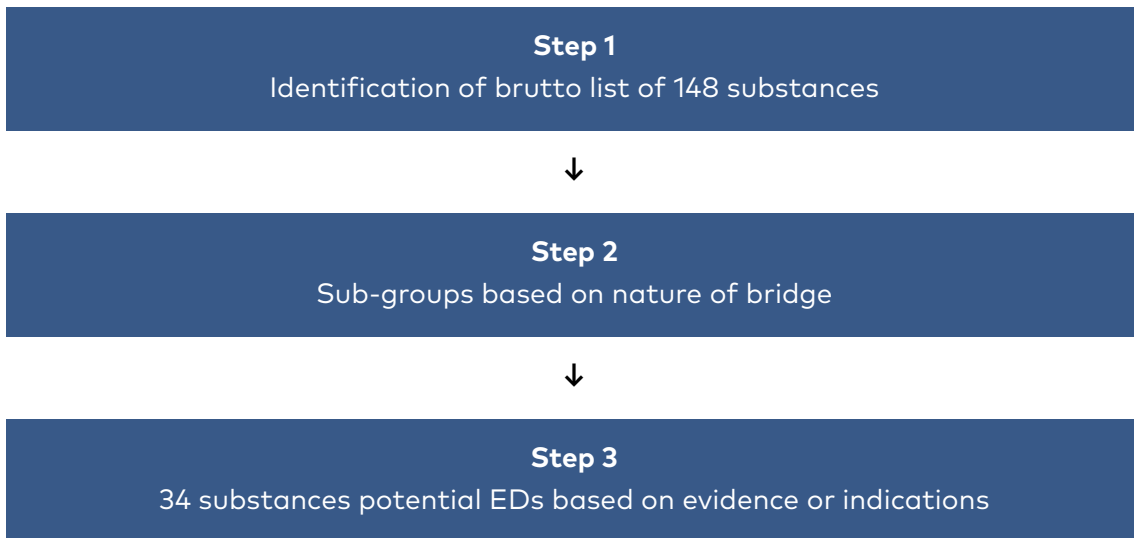 Step 1
Identification of brutto list of 148 substances
↓
Step 2
Sub-groups based on nature of bridge
↓
Step 3
34 substances potential EDs based on evidence or indications